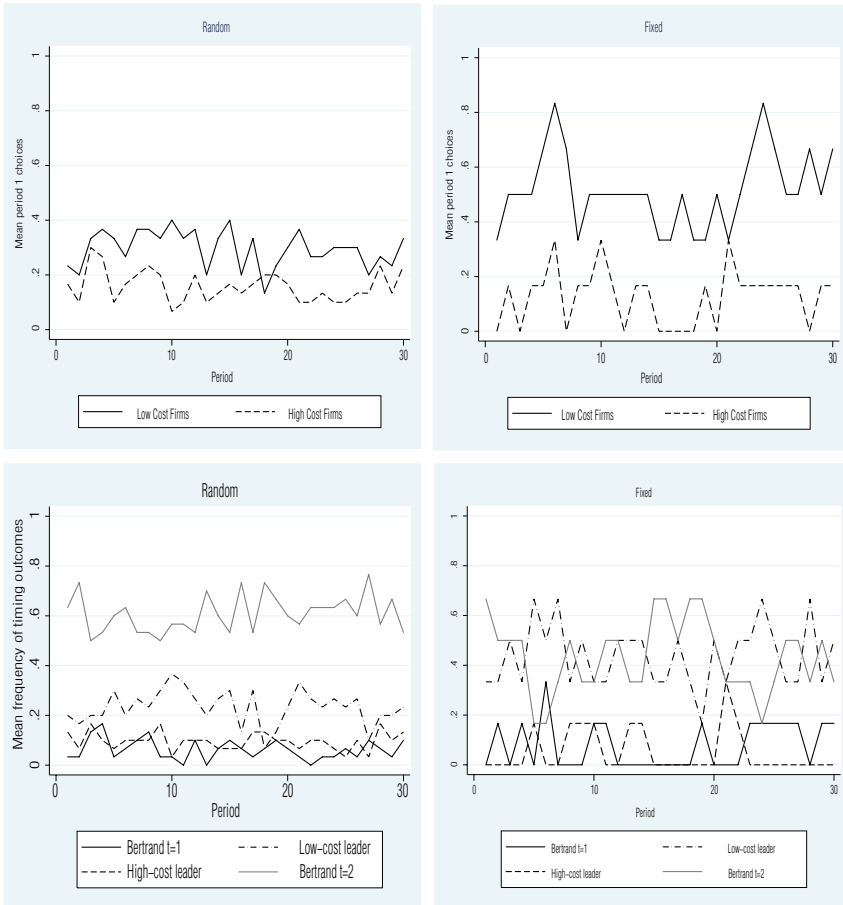 Random
Mean period 1 choices
0 .2 .4 .6 .8 1
0 10 20 30
Period
Low Cost Firms High Cost Firms
Fixed
Mean period 1 choices
0 .2 .4 .6 .8 1
0 10 20 30
Period
Low Cost Firms High Cost Firms
Random
Mean frequency of timing outcomes
0 .2 .4 .6 .8 1
0 10 20 30
Period
Bertrand t=1 Low-cost leader
High-cost leader Bertrand t=2
Fixed
0 .2 .4 .6 .8 1
0 10 20 30
Period
Bertrand t=1 Low-cost leader
High-cost leader Bertrand t=2